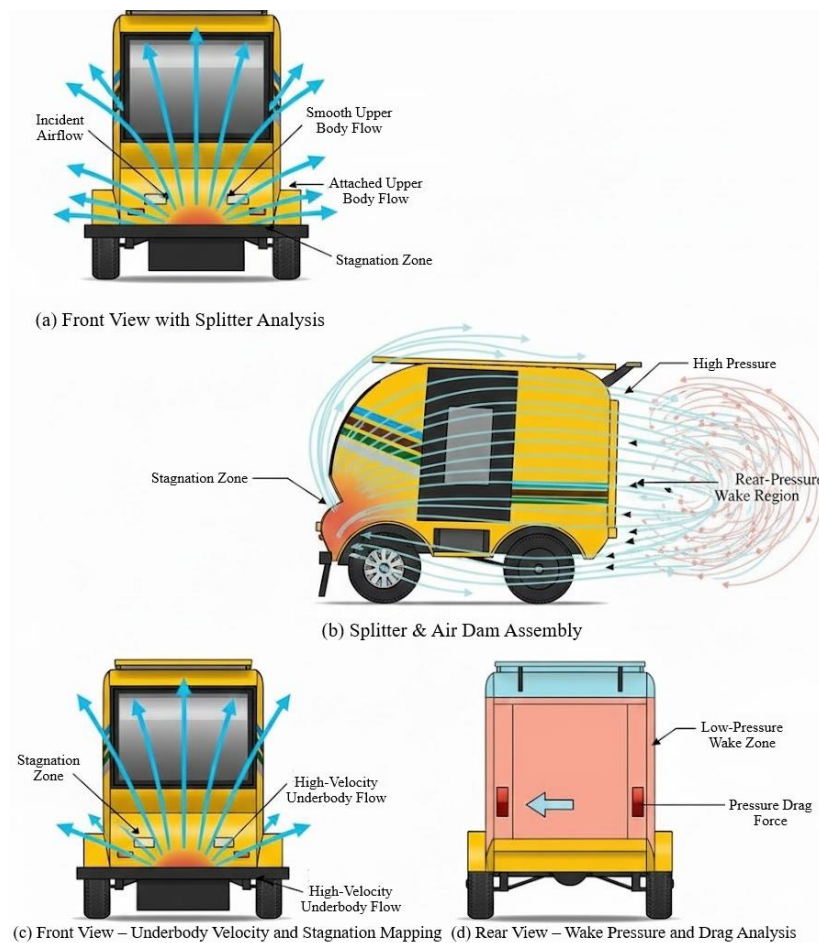 Incident
Airflow
Smooth Upper
Body Flow
Attached Upper
Body Flow
Stagnation Zone
(a) Front View with Splitter Analysis
High Pressure
Stagnation Zone
Reat-Pressure
Wake Region
(b) Splitter & Air Dam Assembly
Stagnation
Zone
High-Velocity
Underbody Flow
High-Velocity
Underbody Flow
Low-Pressure
Wake Zone
Pressure Drag
Force
(c) Front View – Underbody Velocity and Stagnation Mapping
(d) Rear View – Wake Pressure and Drag Analysis